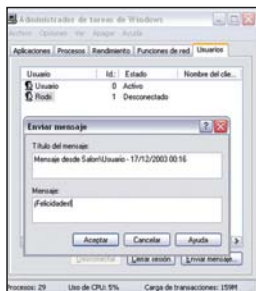 Administrador de tareas de Windows
Archivo Opciones Ver Apagar Ayuda
Aplicaciones Procesos Rendimiento Funciones de red Usuarios
Usuario Id.: Estado Nombre del clie...
Usuario 0 Activo
Rodri 1 Desconectado
Enviar mensaje
Título del mensaje:
Mensaje desde Salon\Usuario - 17/12/2003 00:16
Mensaje:
¡Felicidades!
Aceptar Cancelar Ayuda
Desconectar Cerrar sesión Enviar mensaje...
Procesos: 29 Uso de CPU: 5% Carga de transacciones: 159M